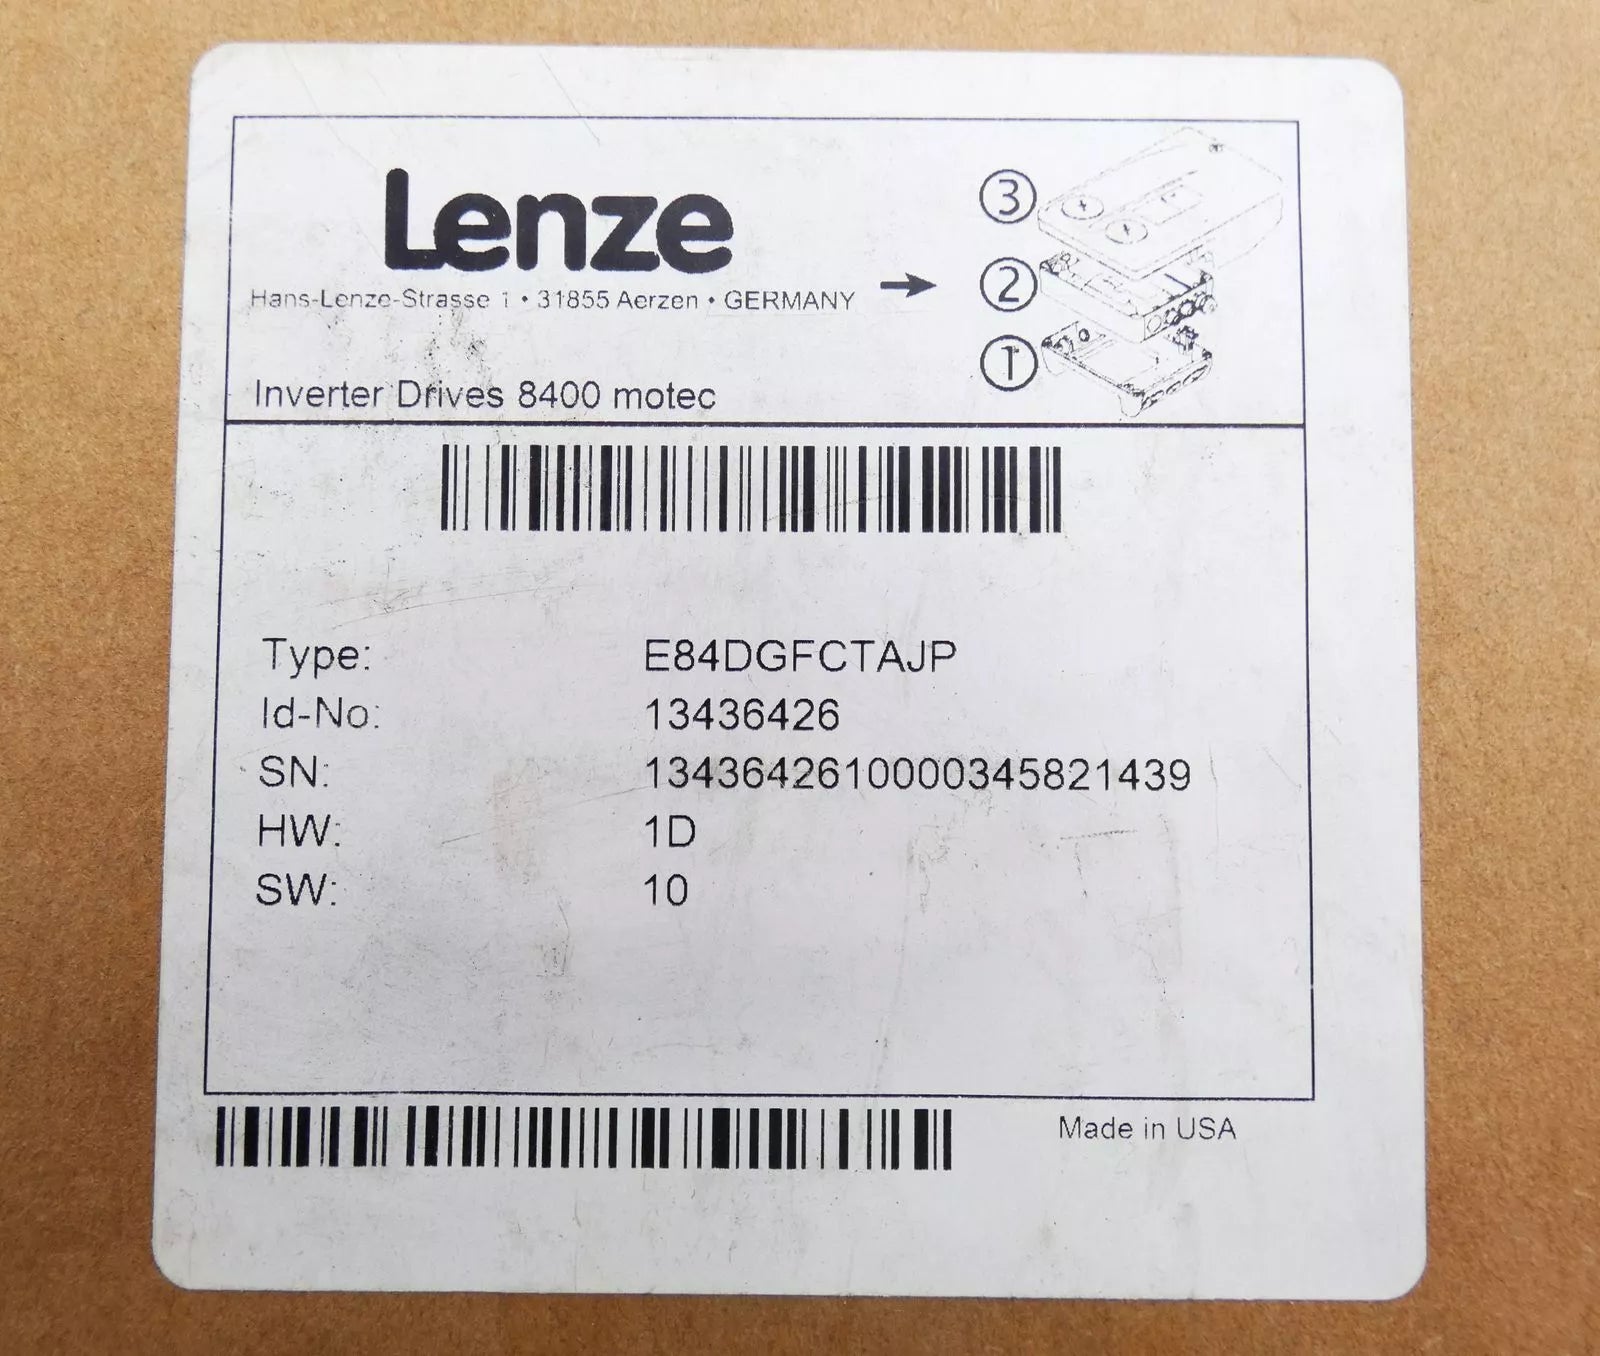 Lenze
Hans-Lenze-Strasse 1 • 31855 Aerzen • GERMANY
3
2
1
Inverter Drives 8400 motec
Type: E84DGFCTAJP
Id-No: 13436426
SN: 1343642610000345821439
HW: 1D
SW: 10
Made in USA